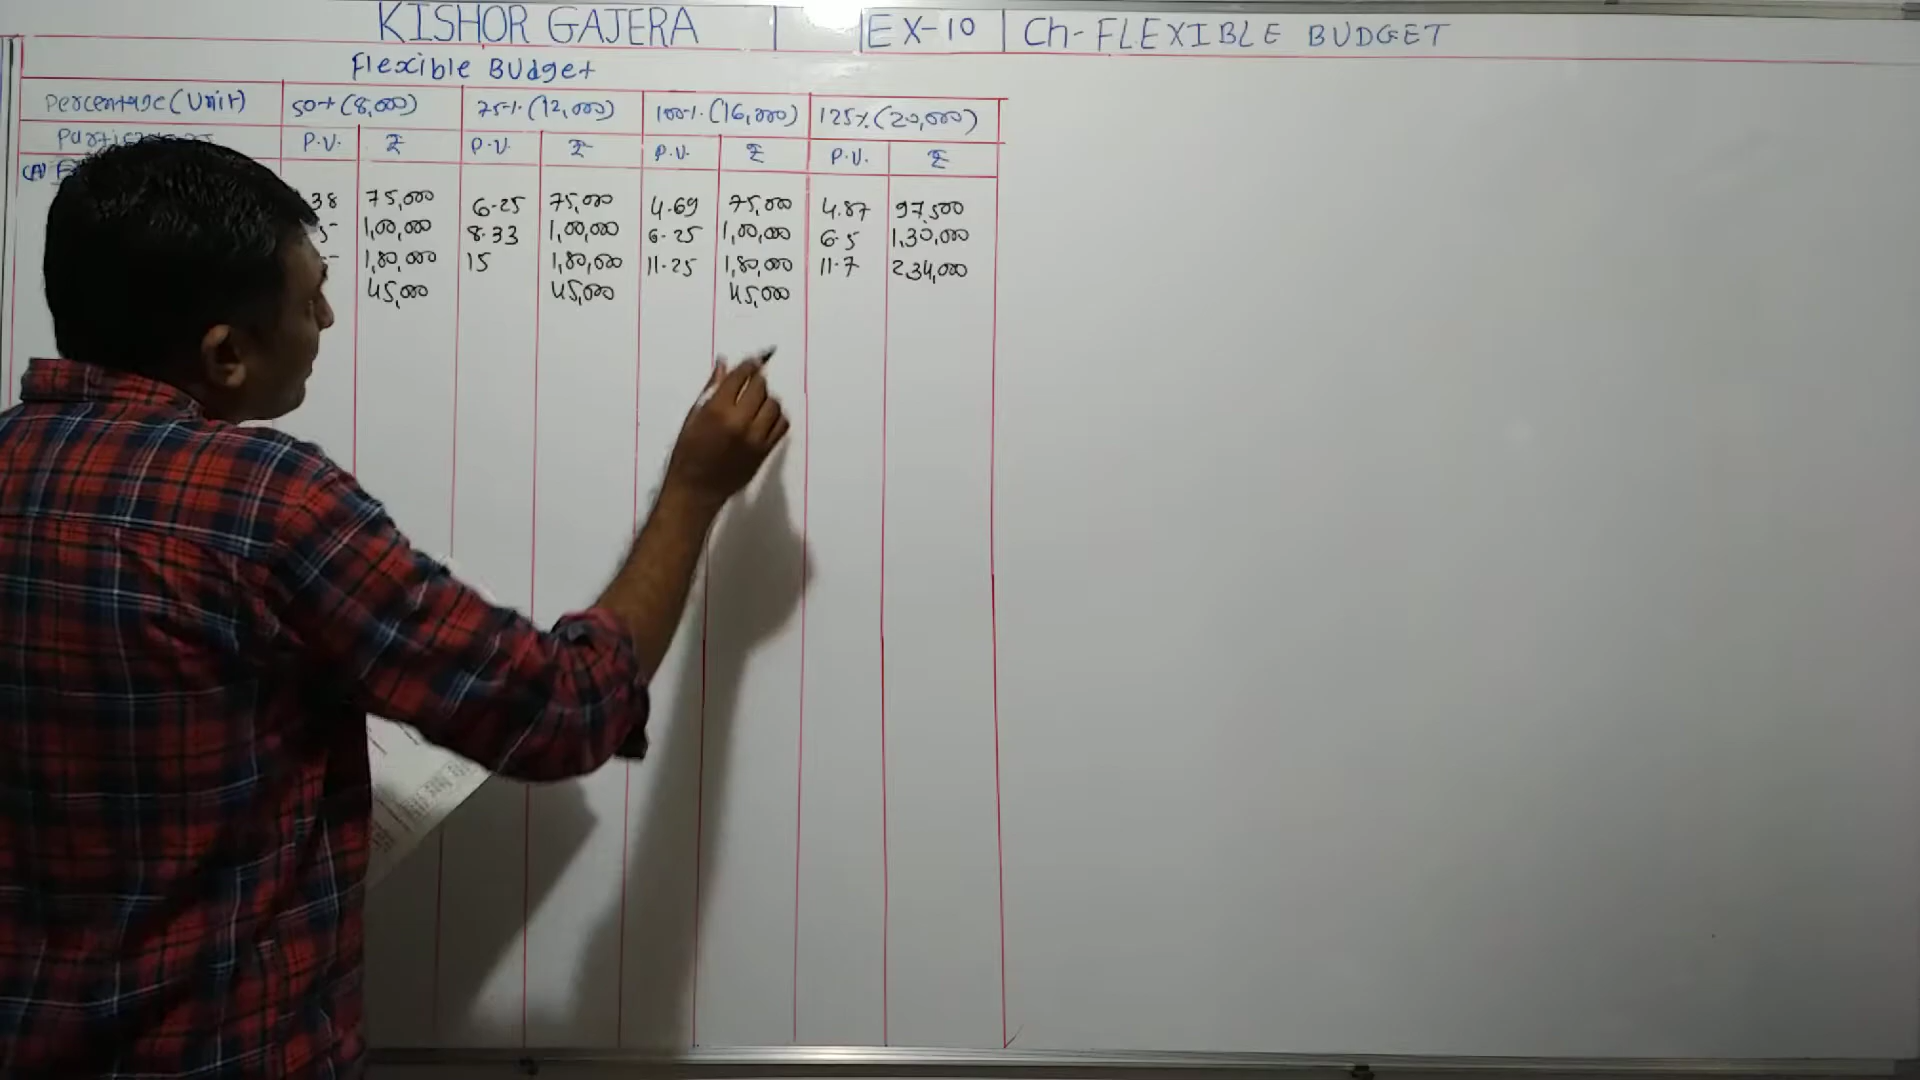 KISHOR GAJERA EX-10 Ch-FLEXIBLE BUDGET
Flexible Budget
Percentage(Unit) 50%(8,000) 75%(12,000) 100%(16,000) 125%(20,000)
P.U. ₹ P.U. ₹ P.U. ₹ P.U. ₹
(A)
38 75,000 6.25 75,000 4.69 75,000 4.87 97,500
1,00,000 8.33 1,00,000 6.25 1,00,000 6.5 1,30,000
1,80,000 15 1,80,000 11.25 1,80,000 11.7 2,34,000
45,000 45,000 45,000